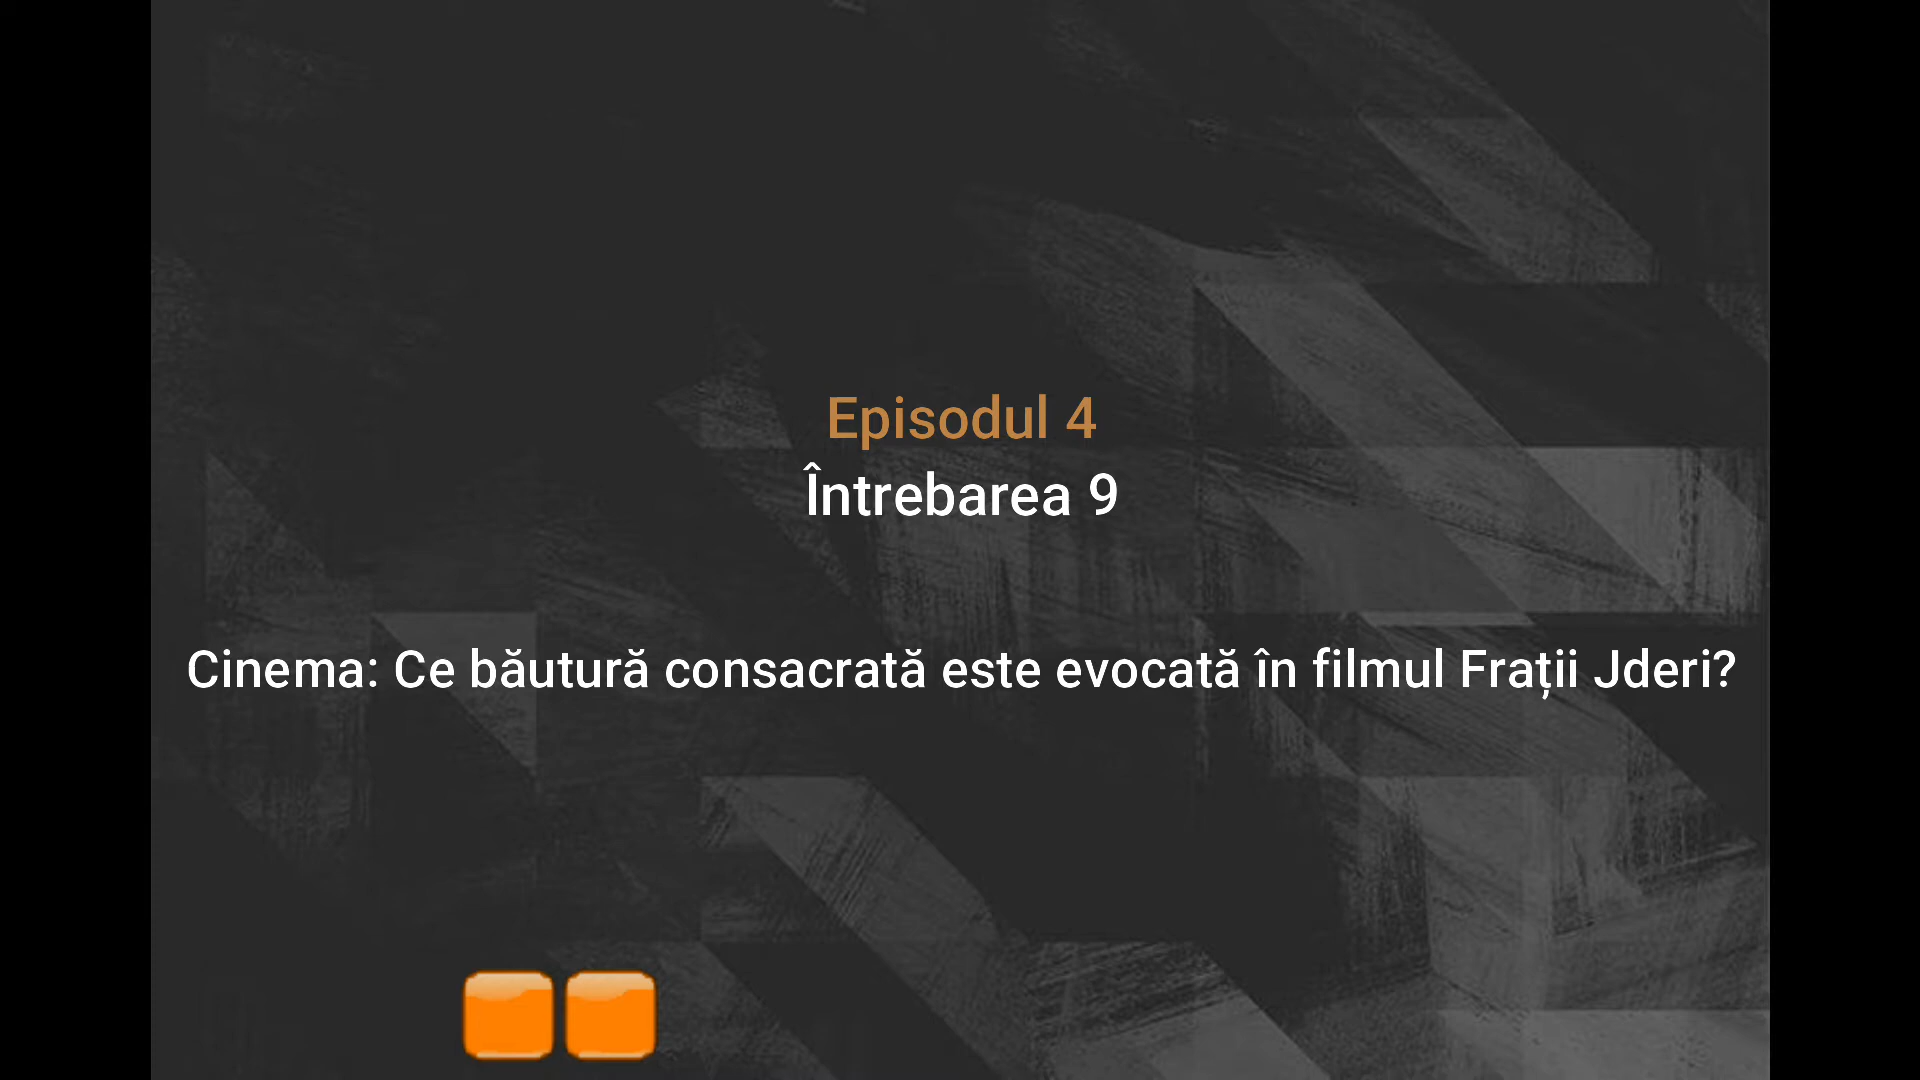 Episodul 4
Întrebarea 9
Cinema: Ce băutură consacrată este evocată în filmul Frații Jderi?